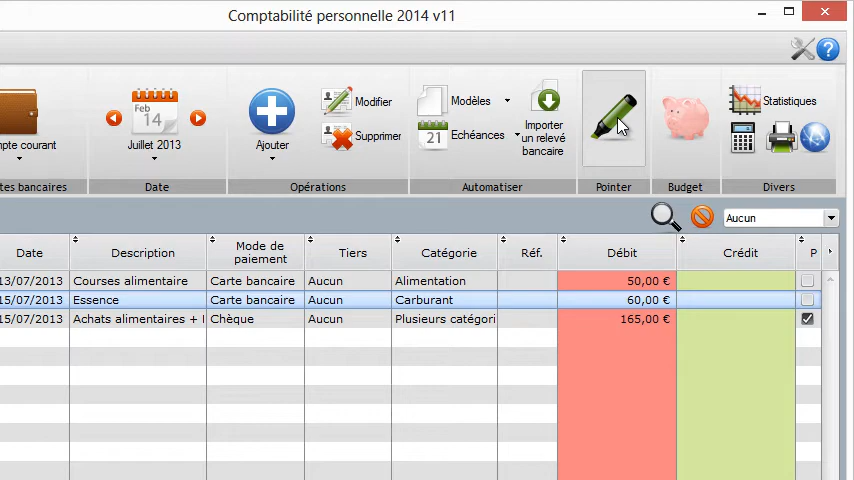 Comptabilité personnelle 2014 v11
Feb
14
Modifier
Supprimer
Modèles
21
Echéances
Importer
un relevé
bancaire
Statistiques
mpte courant
Juillet 2013
Ajouter
tes bancaires
Date
Opérations
Automatiser
Pointer
Budget
Divers
Aucun
Date Description Mode de paiement Tiers Catégorie Réf. Débit Crédit P
13/07/2013 Courses alimentaire Carte bancaire Aucun Alimentation 50,00 €
15/07/2013 Essence Carte bancaire Aucun Carburant 60,00 €
15/07/2013 Achats alimentaires + Chèque Aucun Plusieurs catégori 165,00 €